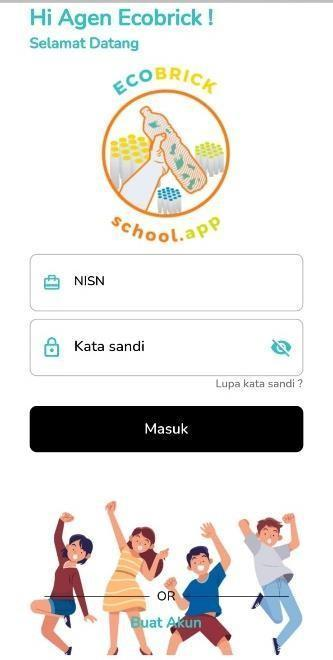 Hi Agen Ecobrick !
Selamat Datang
ECOBRICK
school.app
NISN
Kata sandi
Lupa kata sandi ?
Masuk
OR
Buat Akun